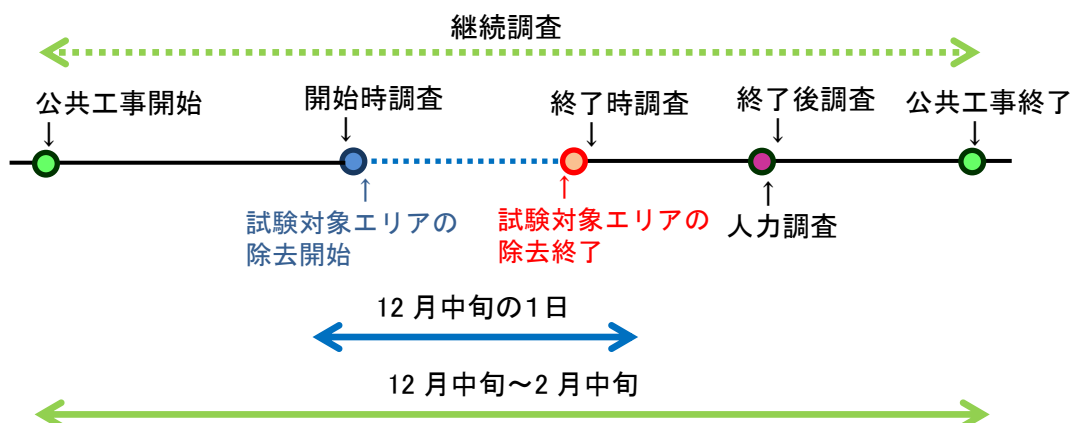 継続調査
公共工事開始
開始時調査
終了時調査
終了後調査
公共工事終了
↓
↓
↓
↓
↓
↑
↑
↑
試験対象エリアの
除去開始
試験対象エリアの
除去終了
人力調査
12 月中旬の１日
12 月中旬～2 月中旬